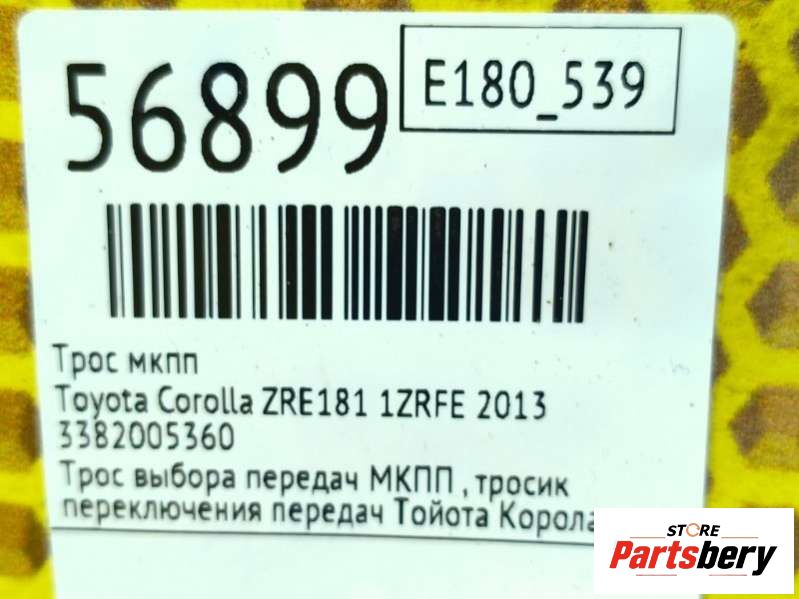 56899
E180_539
Трос мкпп
Toyota Corolla ZRE181 1ZRFE 2013
3382005360
Трос выбора передач МКПП , тросик
переключения передач Тойота Корола
STORE
Partsbery